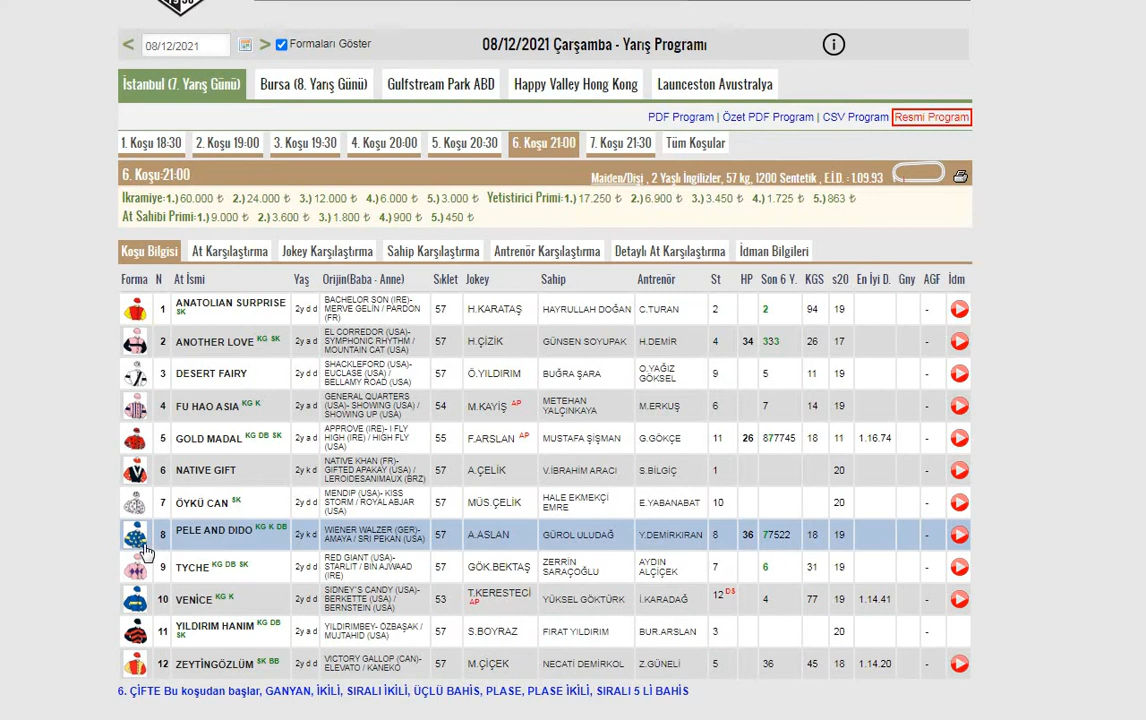 08/12/2021 Formaları Göster 08/12/2021 Çarşamba - Yarış Programı
İstanbul (7. Yarış Günü) Bursa (8. Yarış Günü) Gulfstream Park ABD Happy Valley Hong Kong Launceston Avustralya
PDF Program | Özet PDF Program | CSV Program Resmi Program
1. Koşu 18:30 2. Koşu 19:00 3. Koşu 19:30 4. Koşu 20:00 5. Koşu 20:30 6. Koşu 21:00 7. Koşu 21:30 Tüm Koşular
6. Koşu:21:00 Maiden/Dişi , 2 Yaşlı İngilizler, 57 kg, 1200 Sentetik , E.İ.D. : 1.09.93
Ikramiye:1.) 60.000 ₺ 2.) 24.000 ₺ 3.) 12.000 ₺ 4.) 6.000 ₺ 5.) 3.000 ₺ Yetistirici Primi:1.) 17.250 ₺ 2.) 6.900 ₺ 3.) 3.450 ₺ 4.) 1.725 ₺ 5.) 863 ₺
At Sahibi Primi:1.) 9.000 ₺ 2.) 3.600 ₺ 3.) 1.800 ₺ 4.) 900 ₺ 5.) 450 ₺
Koşu Bilgisi At Karşılaştırma Jokey Karşılaştırma Sahip Karşılaştırma Antrenör Karşılaştırma Detaylı At Karşılaştırma İdman Bilgileri
Forma N At İsmi Yaş Orijin(Baba - Anne) Sıklet Jokey Sahip Antrenör St HP Son 6 Y. KGS s20 En İyi D. Gny AGF İdm
1 ANATOLIAN SURPRISE SK 2y d d BACHELOR SON (IRE)- MERVE GELİN / PARDON (FR) 57 H.KARATAŞ HAYRULLAH DOĞAN C.TURAN 2 2 94 19 -
2 ANOTHER LOVE KG SK 2y a d EL CORREDOR (USA)- SYMPHONIC RHYTHM / MOUNTAIN CAT (USA) 57 H.ÇİZİK GÜNSEN SOYUPAK H.DEMİR 4 34 333 26 17 -
3 DESERT FAIRY 2y d d SHACKLEFORD (USA)- EUCLASE (USA) / BELLAMY ROAD (USA) 57 Ö.YILDIRIM BUĞRA ŞARA O.YAĞIZ GÖKSEL 9 5 11 19 -
4 FU HAO ASIA KG K 2y a d GENERAL QUARTERS (USA)- SHOWING (USA) / SHOWING UP (USA) 54 M.KAYİŞ AP METEHAN YALÇINKAYA M.ERKUŞ 6 7 14 19 -
5 GOLD MADAL KG DB SK 2y d d APPROVE (IRE)- I FLY HIGH (IRE) / HIGH FLY (USA) 55 F.ARSLAN AP MUSTAFA ŞİŞMAN G.GÖKÇE 11 26 877745 18 11 1.16.74 -
6 NATIVE GIFT 2y k d NATIVE KHAN (FR)- GIFTED APAKAY (USA) / LEROIDESANIMAUX (BRZ) 57 A.ÇELİK V.İBRAHİM ARACI S.BİLGİÇ 1 20 -
7 ÖYKÜ CAN SK 2y d d MENDIP (USA)- KISS STORM / ROYAL ABJAR (USA) 57 MÜS.ÇELİK HALE EKMEKÇİ EMRE E.YABANABAT 10 20 -
8 PELE AND DIDO KG K DB 2y k d WIENER WALZER (GER)- AMAYA / SRI PEKAN (USA) 57 A.ASLAN GÜROL ULUDAĞ Y.DEMİRKIRAN 8 36 77522 18 19 -
9 TYCHE KG DB SK 2y d d RED GIANT (USA)- STARLIT / BIN AJWAAD (IRE) 57 GÖK.BEKTAŞ ZERRİN SARAÇOĞLU AYDIN ALÇİÇEK 7 6 31 19 -
10 VENİCE KG K 2y d d SIDNEY'S CANDY (USA)- BERKETTE (USA) / BERNSTEIN (USA) 53 T.KERESTECİ AP YÜKSEL GÖKTÜRK İ.KARADAĞ 12 DS 4 77 19 1.14.41 -
11 YILDIRIM HANIM KG DB SK 2y a d YILDIRIMBEY- ÖZBAŞAK / MUJTAHID (USA) 57 S.BOYRAZ FIRAT YILDIRIM BUR.ARSLAN 3 20 -
12 ZEYTİNGÖZLÜM SK BB 2y d d VICTORY GALLOP (CAN)- ELEVATO / KANEKO 57 M.ÇİÇEK NECATİ DEMİRKOL Z.GÜNELİ 5 36 45 18 1.14.20 -
6. ÇİFTE Bu koşudan başlar, GANYAN, İKİLİ, SIRALI İKİLİ, ÜÇLÜ BAHİS, PLASE, PLASE İKİLİ, SIRALI 5 Lİ BAHİS